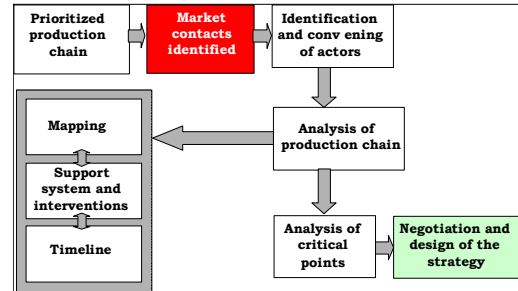 Prioritized
production
chain
Market
contacts
identified
Identification
and conv ening
of actors
Mapping
Support
system and
interventions
Timeline
Analysis of
production chain
Analysis of
critical
points
Negotiation and
design of the
strategy